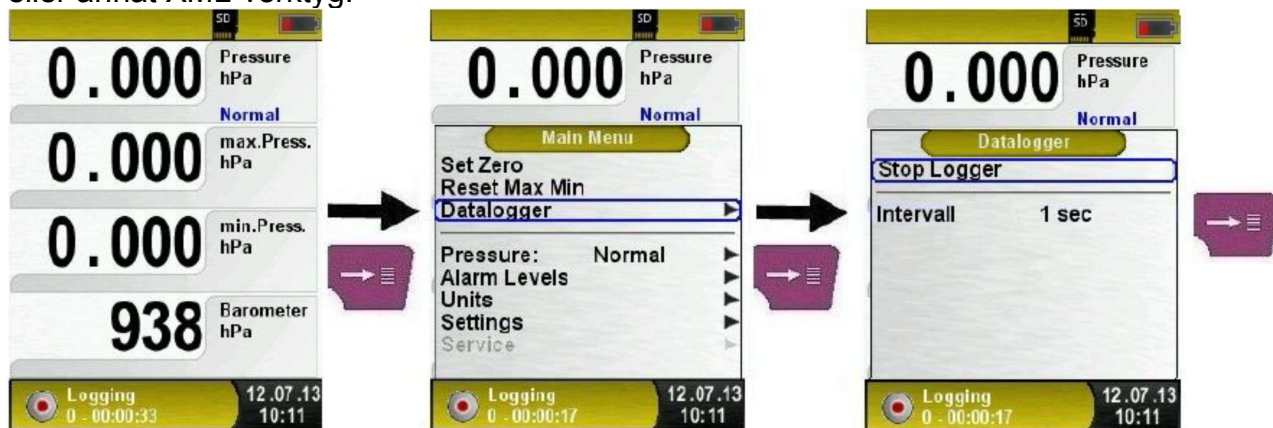 eller annat XML-verktyg.
SD
0.000
Pressure
hPa
Normal
0.000
max.Press.
hPa
0.000
min.Press.
hPa
938
Barometer
hPa
Logging
0 - 00:00:33
12.07.13
10:11
SD
0.000
Pressure
hPa
Normal
Main Menu
Set Zero
Reset Max Min
Datalogger
Pressure: Normal
Alarm Levels
Units
Settings
Service
Logging
0 - 00:00:17
12.07.13
10:11
SD
0.000
Pressure
hPa
Normal
Datalogger
Stop Logger
Intervall 1 sec
Logging
0 - 00:00:17
12.07.13
10:11